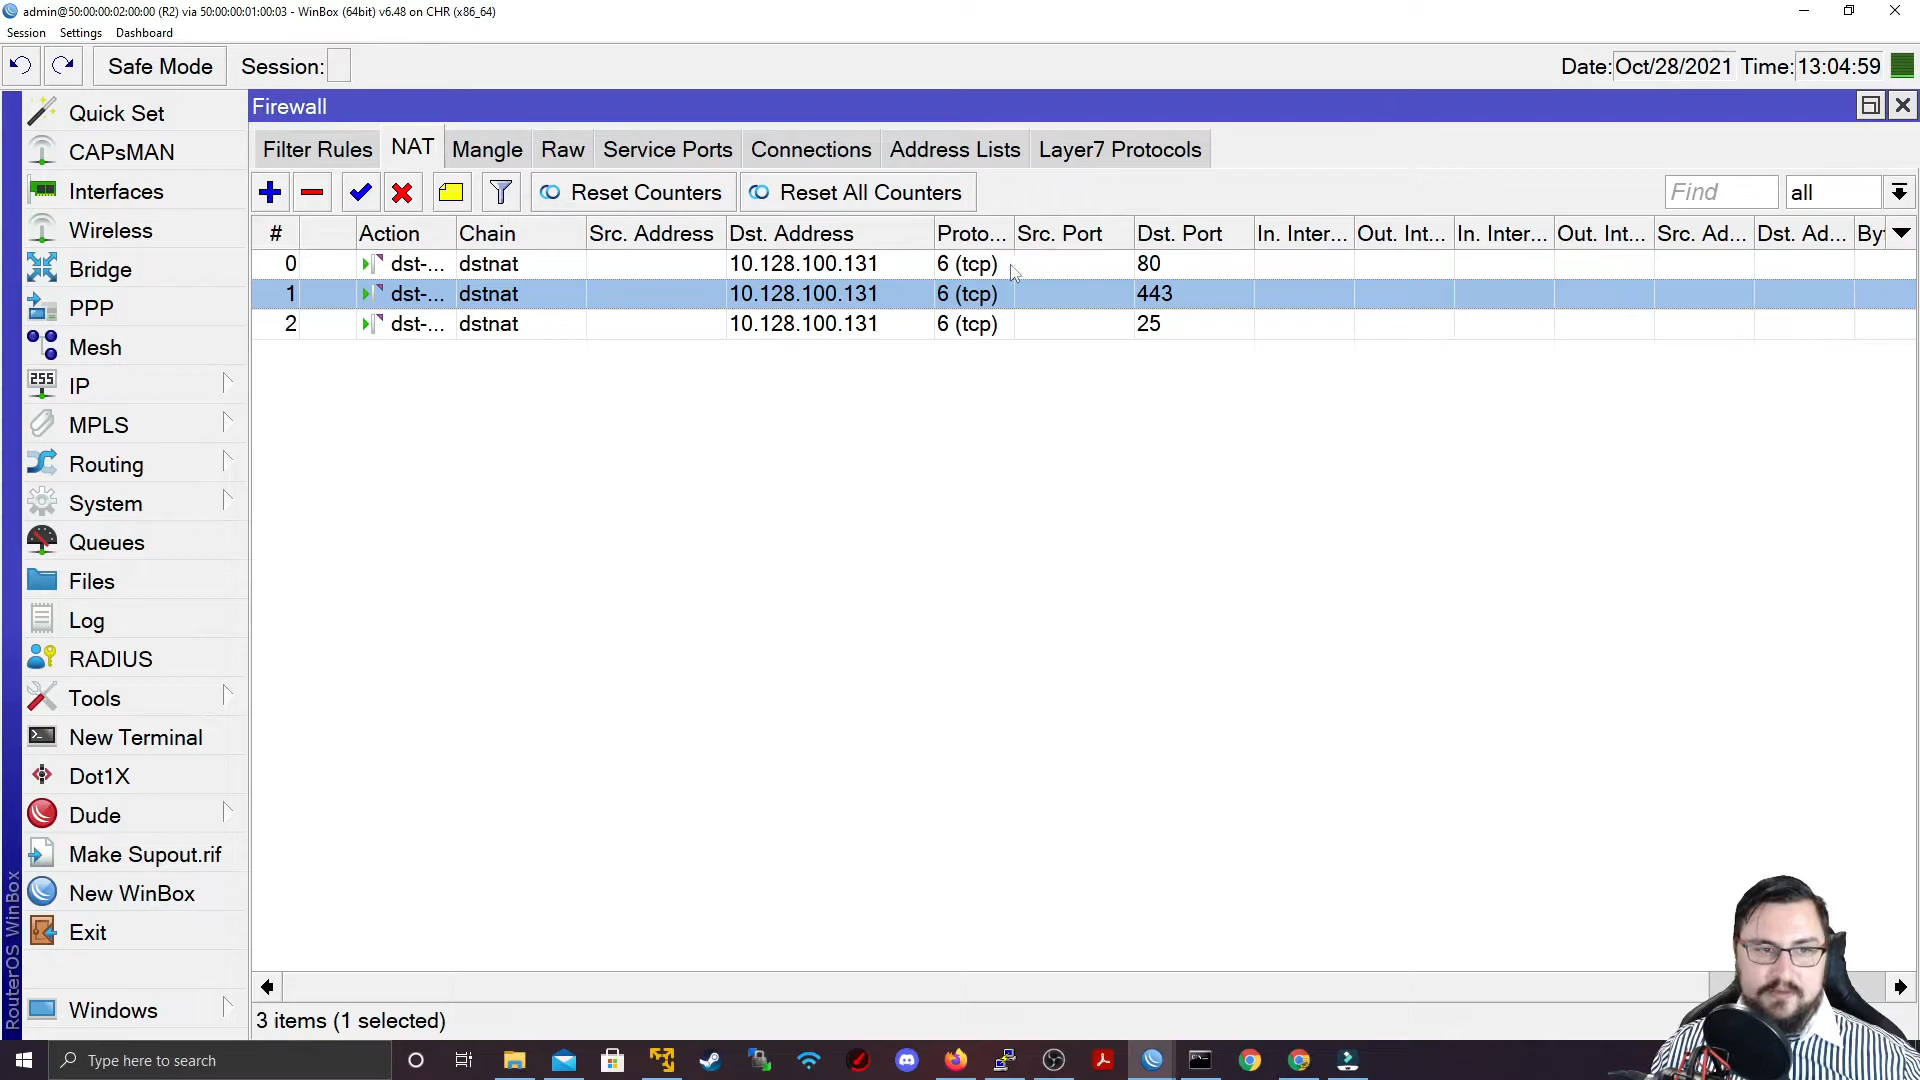 admin@50:00:00:02:00:00 (R2) via 50:00:00:01:00:03 - WinBox (64bit) v6.48 on CHR (x86_64)
Session Settings Dashboard
Safe Mode Session: Date: Oct/28/2021 Time: 13:04:59
Quick Set
CAPsMAN
Interfaces
Wireless
Bridge
PPP
Mesh
255
IP
MPLS
Routing
System
Queues
Files
Log
RADIUS
Tools
New Terminal
Dot1X
Dude
Make Supout.rif
New WinBox
Exit
Windows
RouterOS WinBox
Firewall
Filter Rules NAT Mangle Raw Service Ports Connections Address Lists Layer7 Protocols
Reset Counters Reset All Counters Find all
# Action Chain Src. Address Dst. Address Proto... Src. Port Dst. Port In. Inter... Out. Int... In. Inter... Out. Int... Src. Ad... Dst. Ad... By
0 dst-... dstnat 10.128.100.131 6 (tcp) 80
1 dst-... dstnat 10.128.100.131 6 (tcp) 443
2 dst-... dstnat 10.128.100.131 6 (tcp) 25
3 items (1 selected)
Type here to search